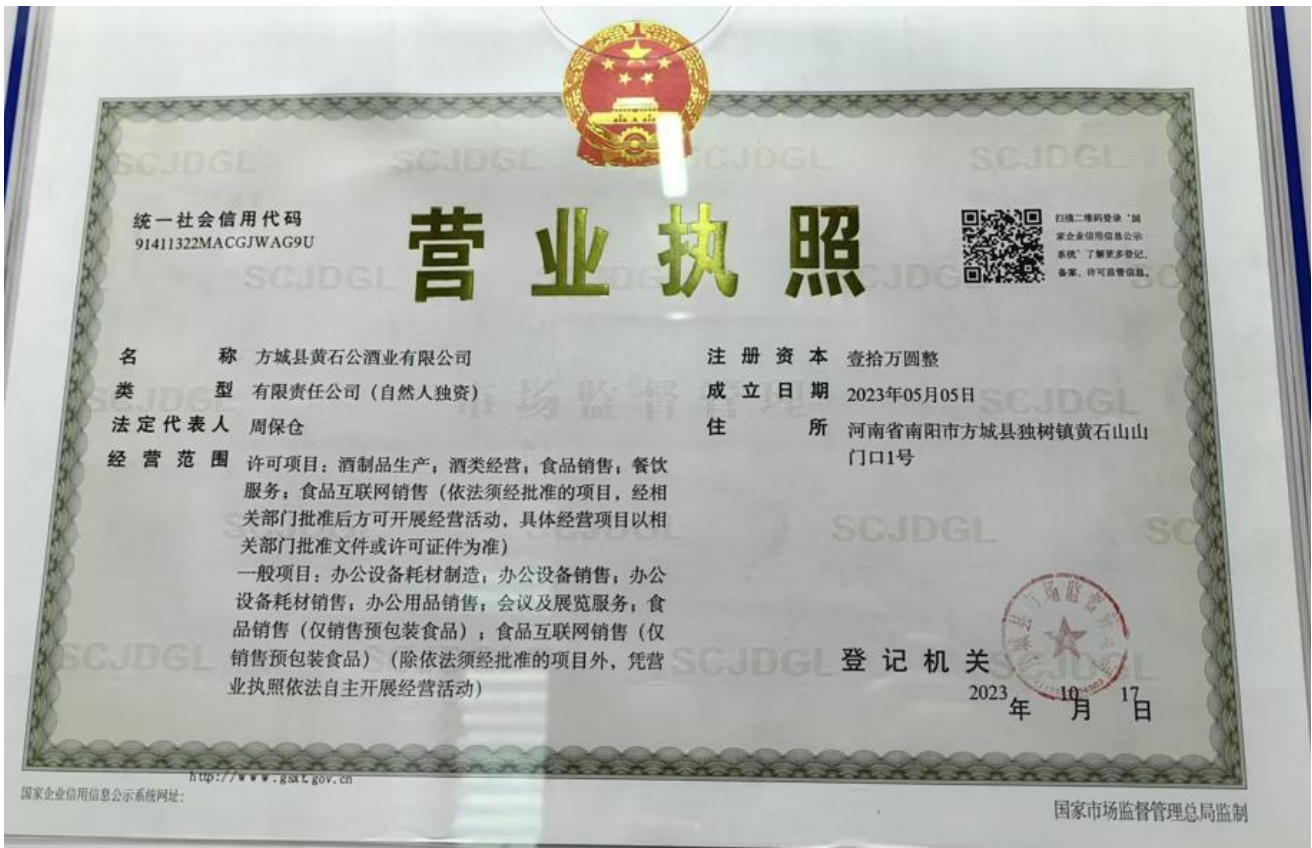 统一社会信用代码
91411322MACGJWAG9U
营业执照
扫描二维码登录“国
家企业信用信息公示
系统”了解更多登记、
备案、许可监管信息。
名称 方城县黄石公酒业有限公司
类型 有限责任公司（自然人独资）
法定代表人 周保仓
经营范围 许可项目：酒制品生产；酒类经营；食品销售；餐饮
服务；食品互联网销售（依法须经批准的项目，经相
关部门批准后方可开展经营活动，具体经营项目以相
关部门批准文件或许可证件为准）
一般项目：办公设备耗材制造；办公设备销售；办公
设备耗材销售；办公用品销售；会议及展览服务；食
品销售（仅销售预包装食品）；食品互联网销售（仅
销售预包装食品）（除依法须经批准的项目外，凭营
业执照依法自主开展经营活动）
注册资本 壹拾万圆整
成立日期 2023年05月05日
住所 河南省南阳市方城县独树镇黄石山山
门口1号
登记机关
2023年10月17日
http://www.gsxt.gov.cn
国家企业信用信息公示系统网址：
国家市场监督管理总局监制
SCJDGL
市场监督管理